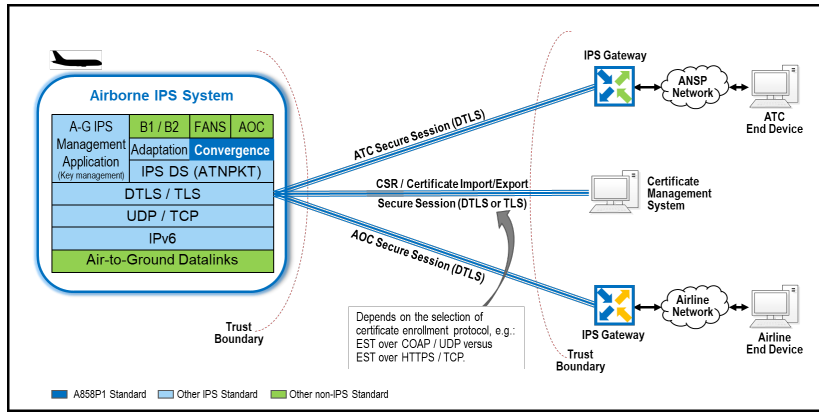 Airborne IPS System
A-G IPS
Management
Application
(Key management)
B1 / B2
FANS
AOC
Adaptation
Convergence
IPS DS (ATNPKT)
DTLS / TLS
UDP / TCP
IPv6
Air-to-Ground Datalinks
Trust
Boundary
ATC Secure Session (DTLS)
CSR / Certificate Import/Export
Secure Session (DTLS or TLS)
AOC Secure Session (DTLS)
Depends on the selection of
certificate enrollment protocol, e.g.:
EST over COAP / UDP versus
EST over HTTPS / TCP.
Trust
Boundary
IPS Gateway
ANSP
Network
ATC
End Device
Certificate
Management
System
IPS Gateway
Airline
Network
Airline
End Device
A858P1 Standard
Other IPS Standard
Other non-IPS Standard